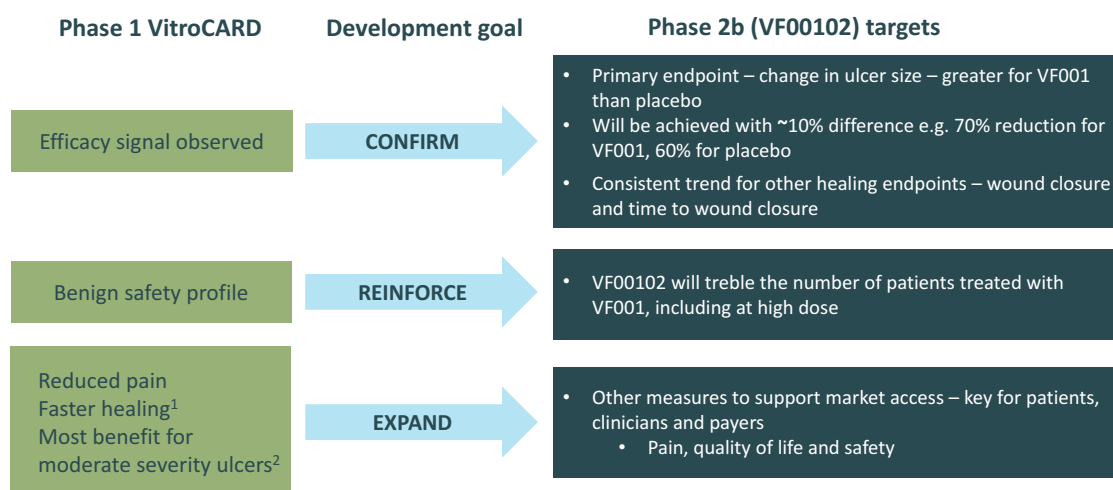 Phase 1 VitroCARD
Development goal
Phase 2b (VF00102) targets
Efficacy signal observed
CONFIRM
• Primary endpoint – change in ulcer size – greater for VF001
than placebo
• Will be achieved with ~10% difference e.g. 70% reduction for
VF001, 60% for placebo
• Consistent trend for other healing endpoints – wound closure
and time to wound closure
Benign safety profile
REINFORCE
• VF00102 will treble the number of patients treated with
VF001, including at high dose
Reduced pain
Faster healing¹
Most benefit for
moderate severity ulcers²
EXPAND
• Other measures to support market access – key for patients,
clinicians and payers
• Pain, quality of life and safety